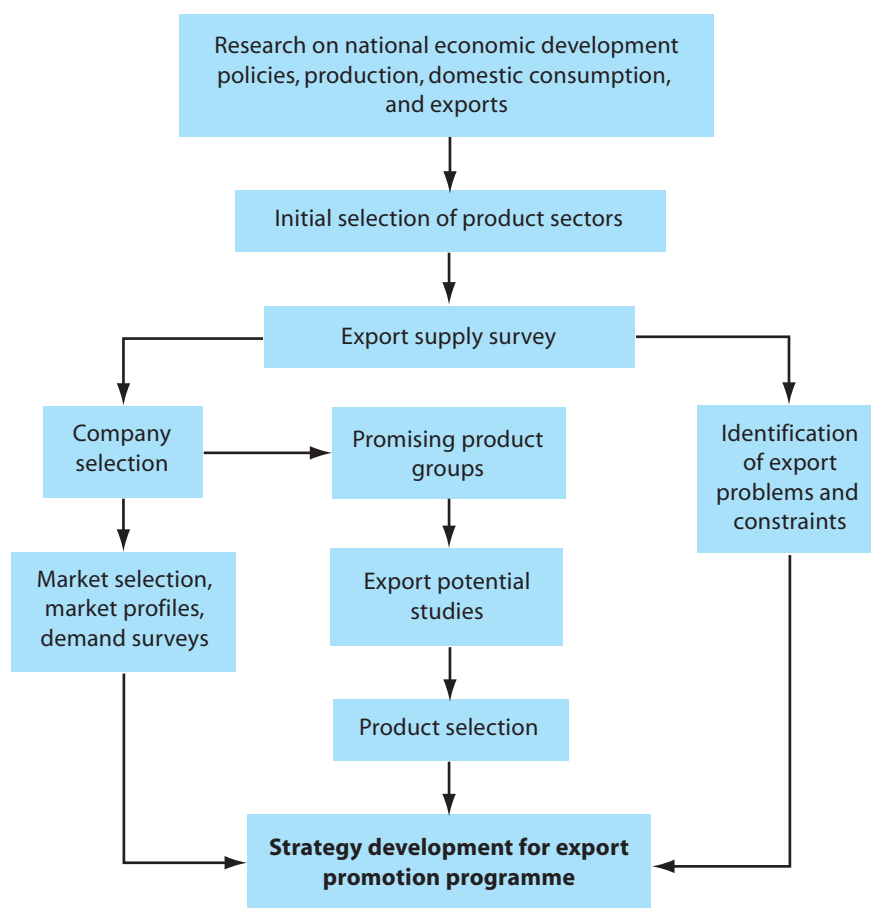 Research on national economic development
policies, production, domestic consumption,
and exports
Initial selection of product sectors
Export supply survey
Company
selection
Promising product
groups
Identification
of export
problems and
constraints
Market selection,
market profiles,
demand surveys
Export potential
studies
Product selection
Strategy development for export
promotion programme